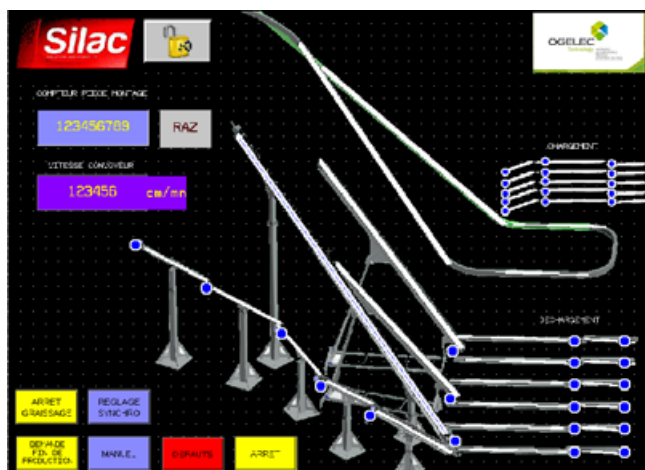 Silac
OGELEC
Technology
COMPTEUR PIECE MONTAGE
123456789
RAZ
VITESSE CONVOYEUR
123456 cm/mn
CHARGEMENT
DECHARGEMENT
ARRET
GRAISSAGE
REGLAGE
SYNCHRO
DEMANDE
FIN DE
PRODUCTION
MANUEL
DEFAUTS
ARRET